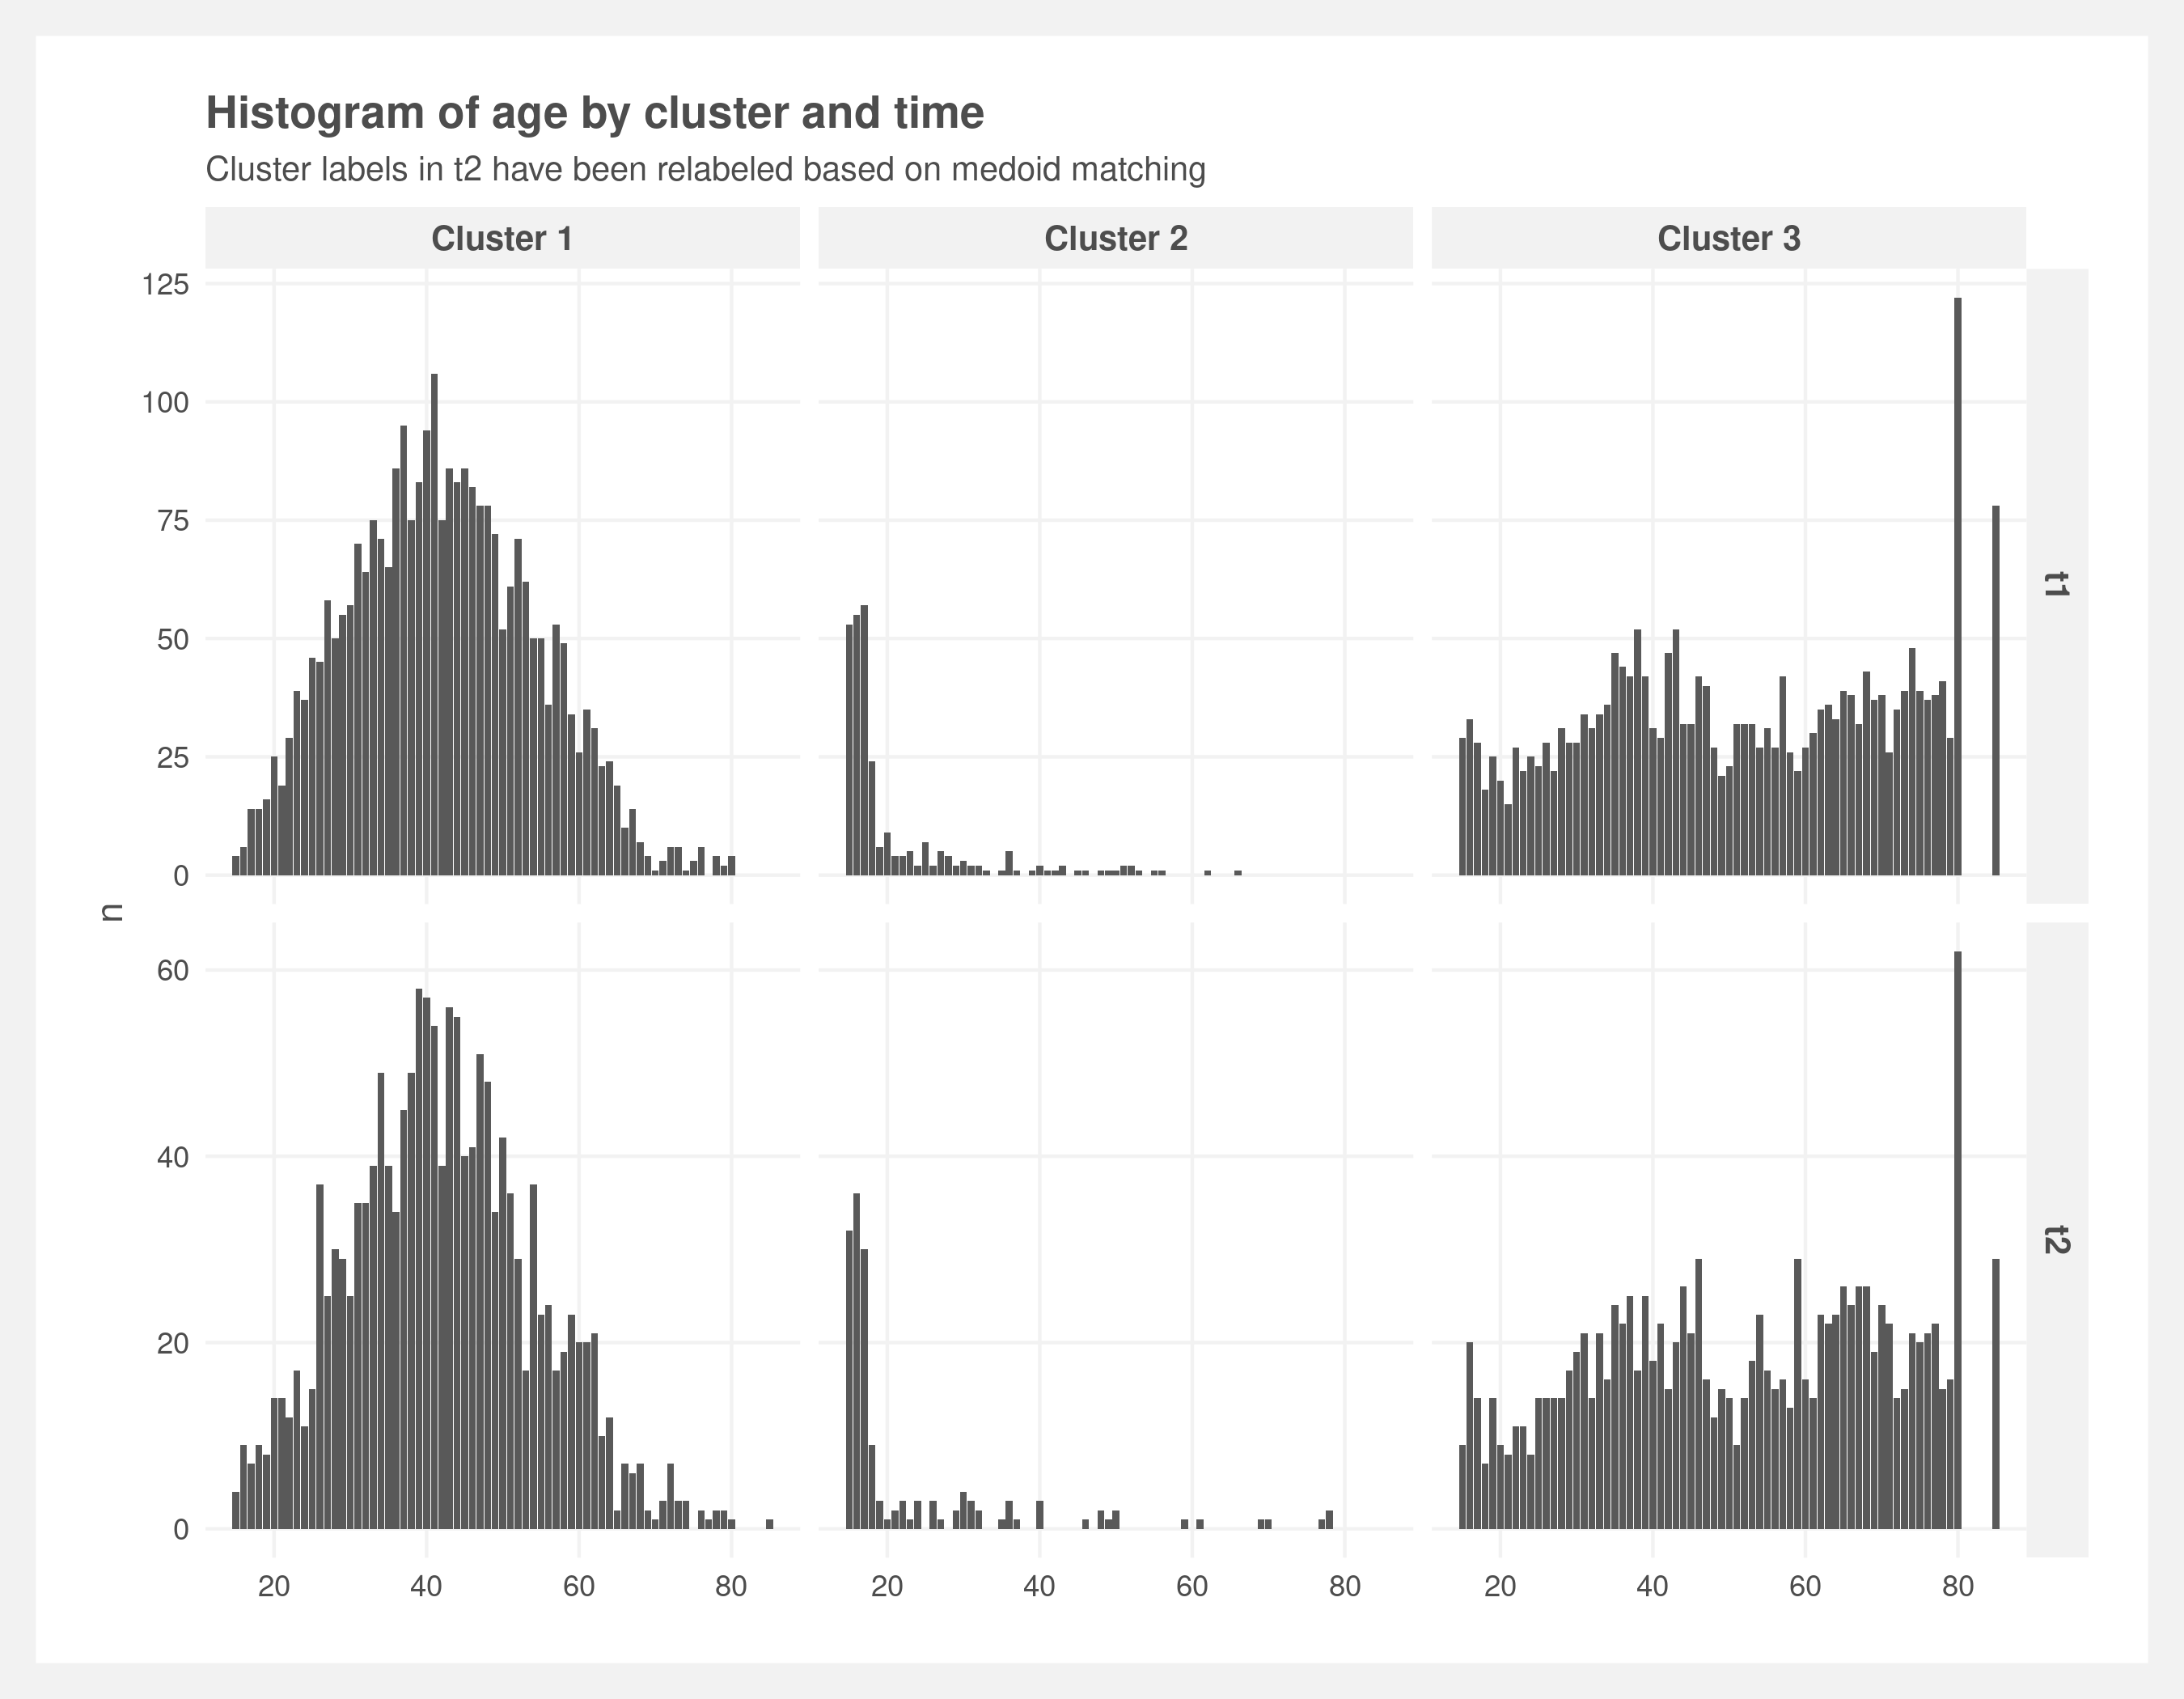 Histogram of age by cluster and time
Cluster labels in t2 have been relabeled based on medoid matching
Cluster 1 Cluster 2 Cluster 3
125
100
75
50
25
0
t1
n
60
40
20
0
t2
20 40 60 80 20 40 60 80 20 40 60 80